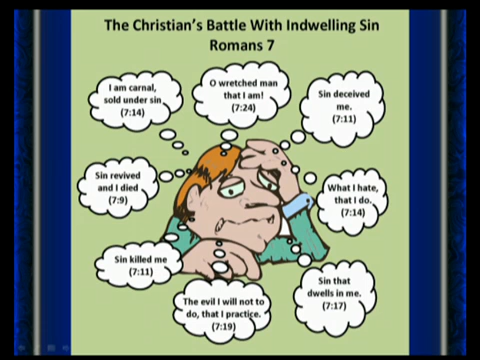 The Christian's Battle With Indwelling Sin
Romans 7
I am carnal,
sold under sin
(7:14)
O wretched man
that I am!
(7:24)
Sin deceived
me.
(7:11)
Sin revived
and I died
(7:9)
What I hate,
that I do.
(7:14)
Sin killed me
(7:11)
The evil I will not to
do, that I practice.
(7:19)
Sin that
dwells in me.
(7:17)